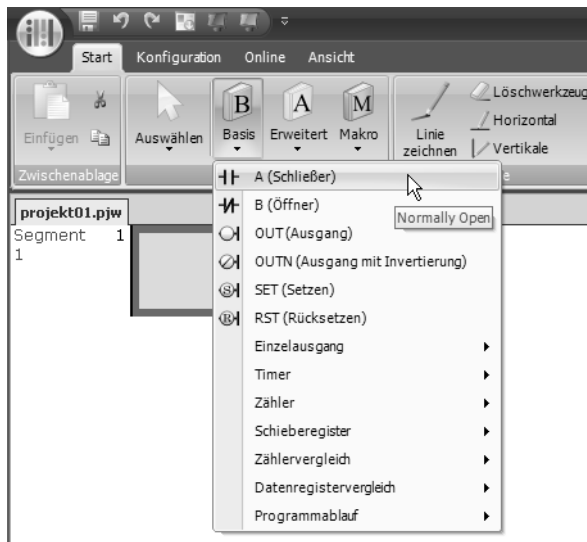 Start Konfiguration Online Ansicht
Einfügen
Auswählen
B
Basis
A
Erweitert
M
Makro
Linie
zeichnen
Löschwerkzeug
Horizontal
Vertikale
Zwischenablage
e
projekt01.pjw
Segment 1
1
A (Schließer)
Normally Open
B (Öffner)
OUT (Ausgang)
OUTN (Ausgang mit Invertierung)
S SET (Setzen)
R RST (Rücksetzen)
Einzelausgang
Timer
Zähler
Schieberegister
Zählervergleich
Datenregistervergleich
Programmablauf